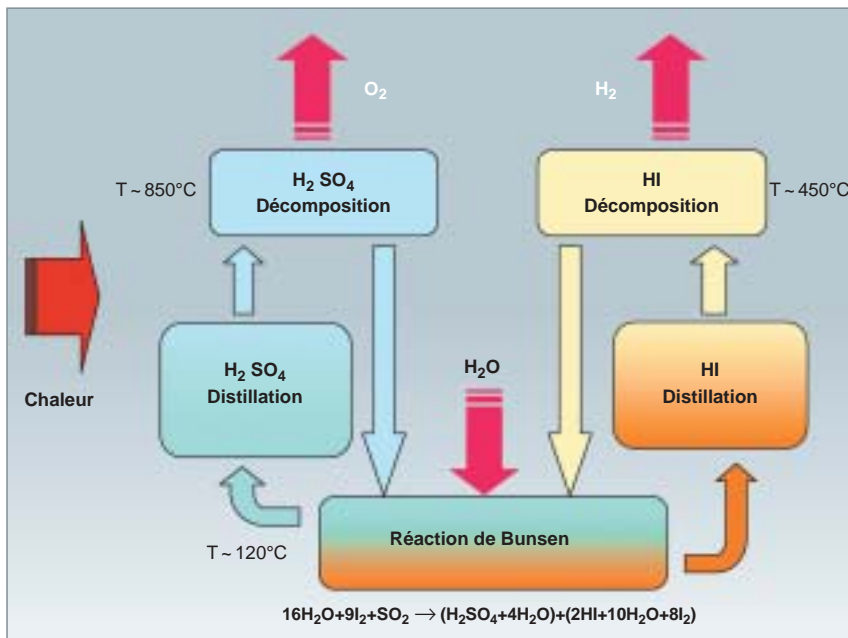 O₂
H₂
T ~ 850°C
H₂ SO₄
Décomposition
HI
Décomposition
T ~ 450°C
H₂ SO₄
Distillation
H₂O
HI
Distillation
Chaleur
Réaction de Bunsen
T ~ 120°C
16H₂O+9I₂+SO₂ → (H₂SO₄+4H₂O)+(2HI+10H₂O+8I₂)